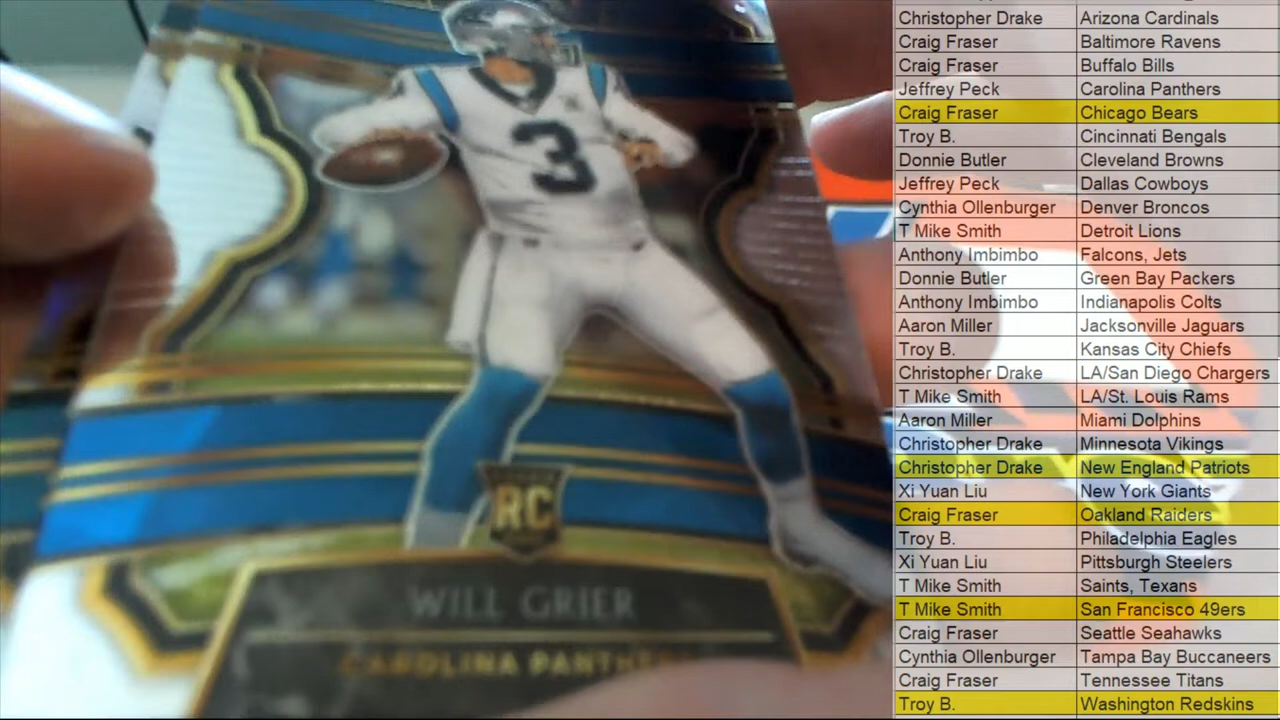 3
RC
WILL GRIER
CAROLINA PANTHERS
Christopher Drake Arizona Cardinals
Craig Fraser Baltimore Ravens
Craig Fraser Buffalo Bills
Jeffrey Peck Carolina Panthers
Craig Fraser Chicago Bears
Troy B. Cincinnati Bengals
Donnie Butler Cleveland Browns
Jeffrey Peck Dallas Cowboys
Cynthia Ollenburger Denver Broncos
T Mike Smith Detroit Lions
Anthony Imbimbo Falcons, Jets
Donnie Butler Green Bay Packers
Anthony Imbimbo Indianapolis Colts
Aaron Miller Jacksonville Jaguars
Troy B. Kansas City Chiefs
Christopher Drake LA/San Diego Chargers
T Mike Smith LA/St. Louis Rams
Aaron Miller Miami Dolphins
Christopher Drake Minnesota Vikings
Christopher Drake New England Patriots
Xi Yuan Liu New York Giants
Craig Fraser Oakland Raiders
Troy B. Philadelphia Eagles
Xi Yuan Liu Pittsburgh Steelers
T Mike Smith Saints, Texans
T Mike Smith San Francisco 49ers
Craig Fraser Seattle Seahawks
Cynthia Ollenburger Tampa Bay Buccaneers
Craig Fraser Tennessee Titans
Troy B. Washington Redskins